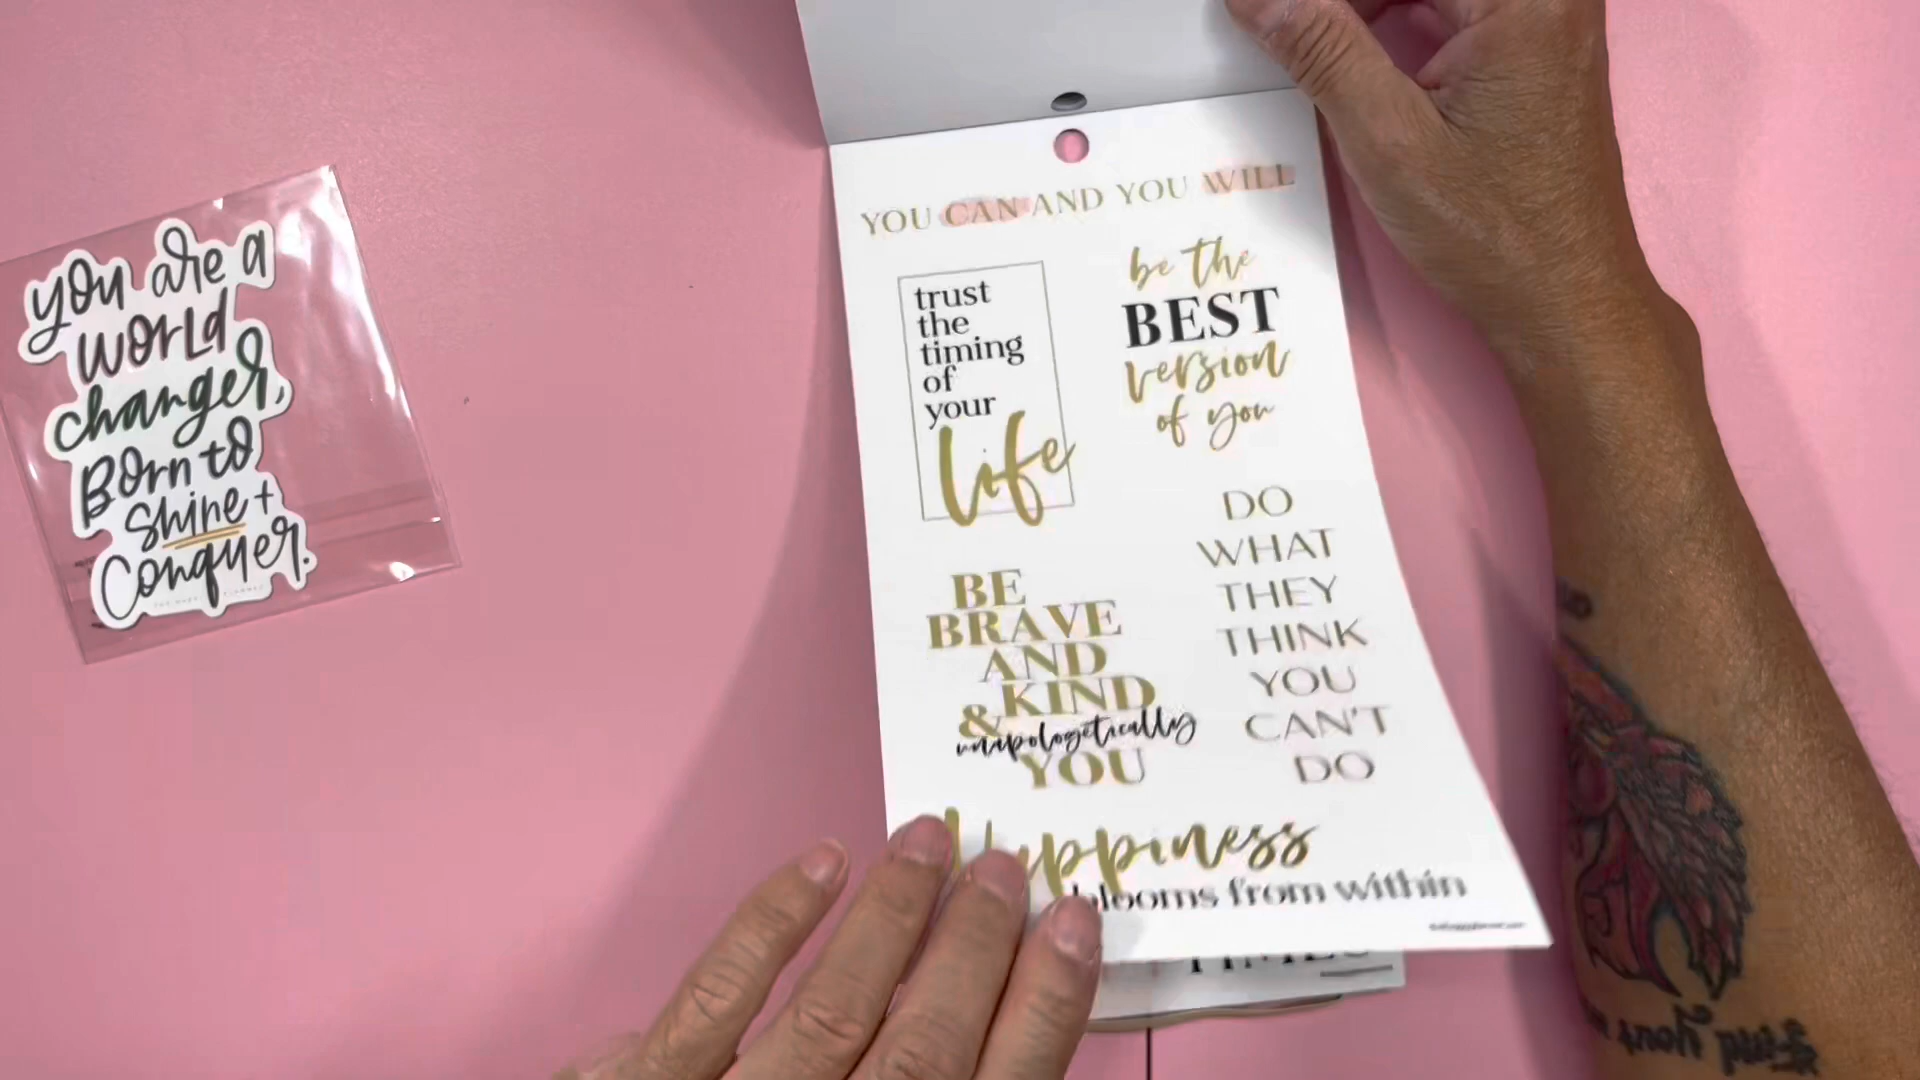 you are a
world
changer,
Born to
shine +
Conquer.
YOU CAN AND YOU WILL
trust
the
timing
of
your
life
be the
BEST
version
of you
BE
BRAVE
AND
KIND
&
unapologetically
YOU
DO
WHAT
THEY
THINK
YOU
CAN'T
DO
Happiness
blooms from within
TIMES